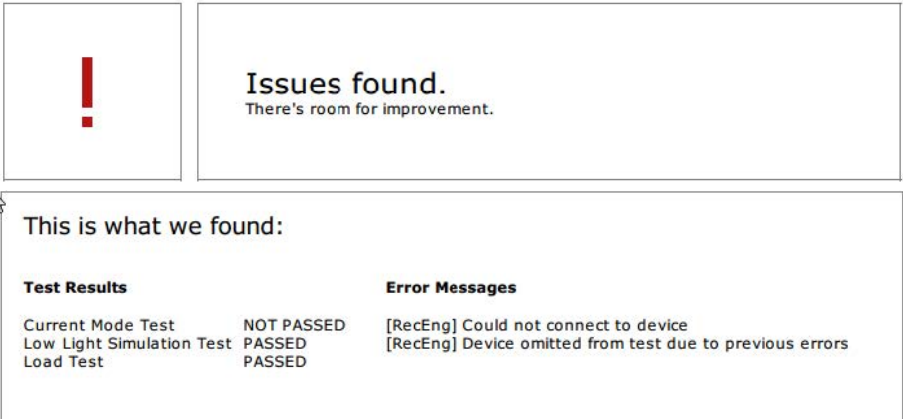 !
Issues found.
There's room for improvement.
This is what we found:
Test Results Error Messages
Current Mode Test NOT PASSED [RecEng] Could not connect to device
Low Light Simulation Test PASSED [RecEng] Device omitted from test due to previous errors
Load Test PASSED